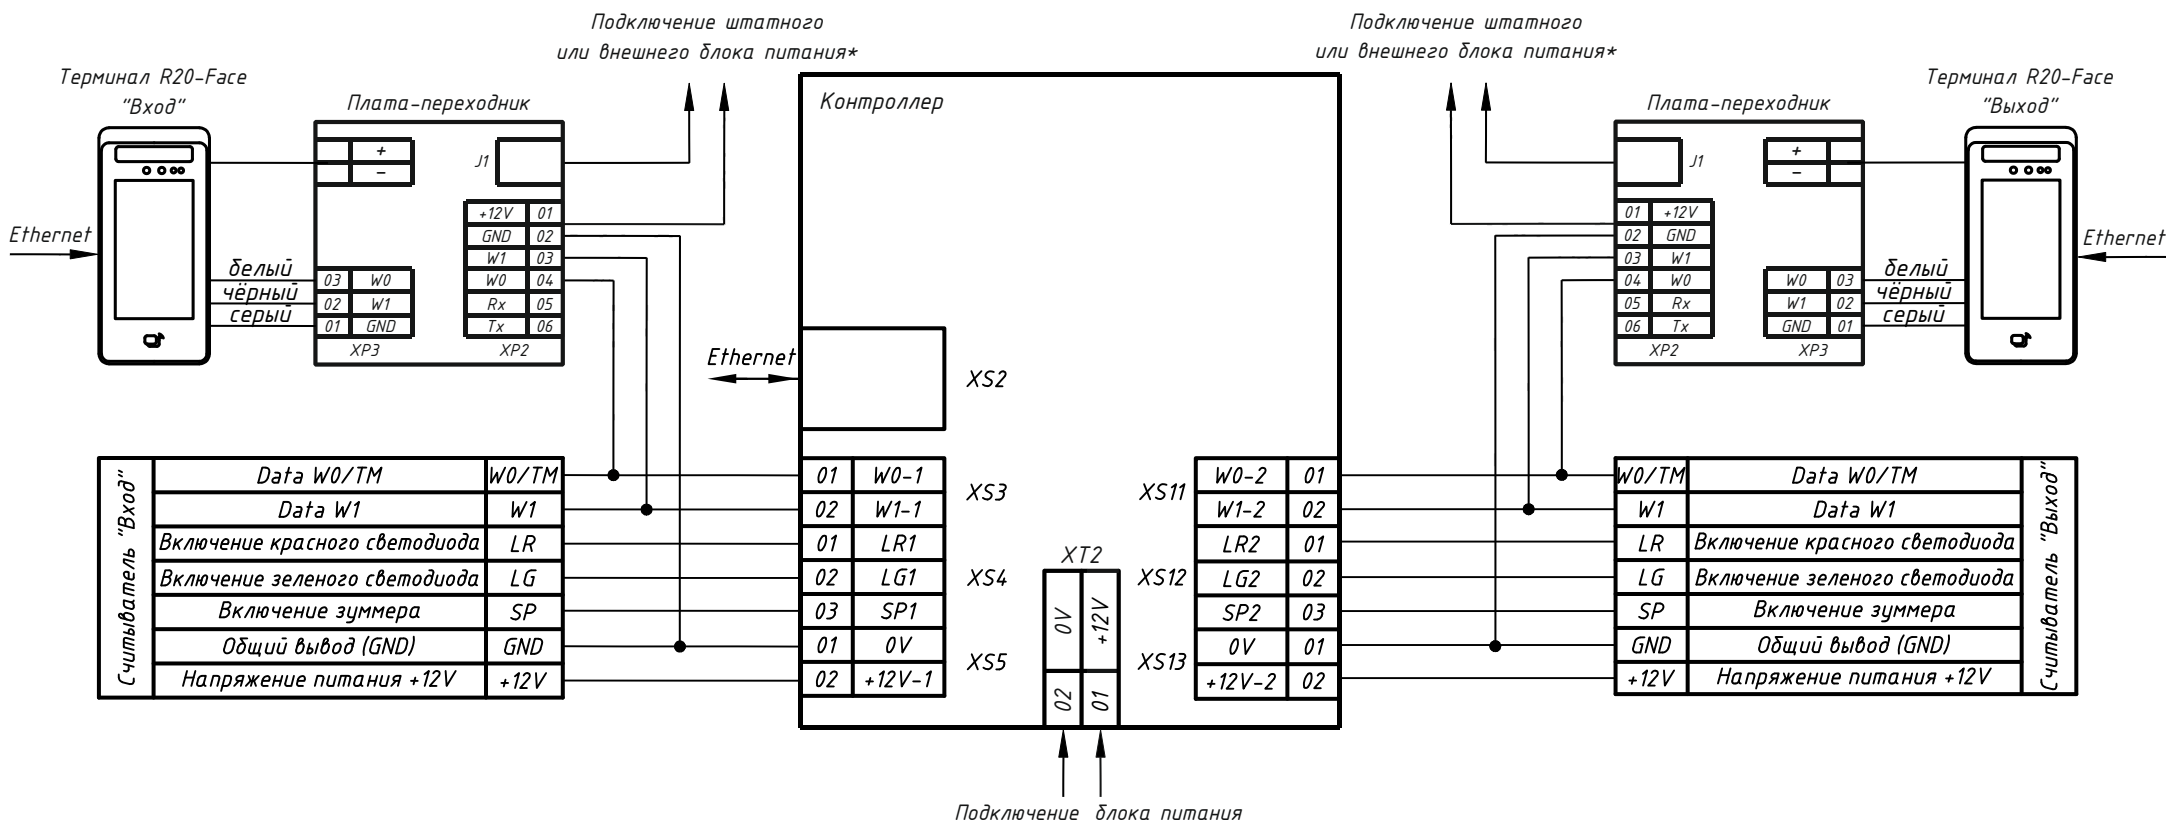 Подключение штатного
или внешнего блока питания*
Подключение штатного
или внешнего блока питания*
Терминал R20-Face
"Вход"
Плата-переходник
Контроллер
Плата-переходник
Терминал R20-Face
"Выход"
+
-
J1
+12V 01
GND 02
W1 03
W0 04
Rx 05
Tx 06
XP2
Ethernet
белый
чёрный
серый
03 W0
02 W1
01 GND
XP3
J1
+
-
01 +12V
02 GND
03 W1
04 W0
05 Rx
06 Tx
XP2
W0 03
W1 02
GND 01
XP3
белый
чёрный
серый
Ethernet
Ethernet
XS2
Считыватель "Вход"
Data W0/TM W0/TM
Data W1 W1
Включение красного светодиода LR
Включение зеленого светодиода LG
Включение зуммера SP
Общий вывод (GND) GND
Напряжение питания +12V +12V
01 W0-1
02 W1-1
XS3
01 LR1
02 LG1
03 SP1
XS4
01 0V
02 +12V-1
XS5
XT2
0V +12V
02 01
XS11
W0-2 01
W1-2 02
XS12
LR2 01
LG2 02
SP2 03
XS13
0V 01
+12V-2 02
W0/TM Data W0/TM
W1 Data W1
LR Включение красного светодиода
LG Включение зеленого светодиода
SP Включение зуммера
GND Общий вывод (GND)
+12V Напряжение питания +12V
Считыватель "Выход"
Подключение блока питания